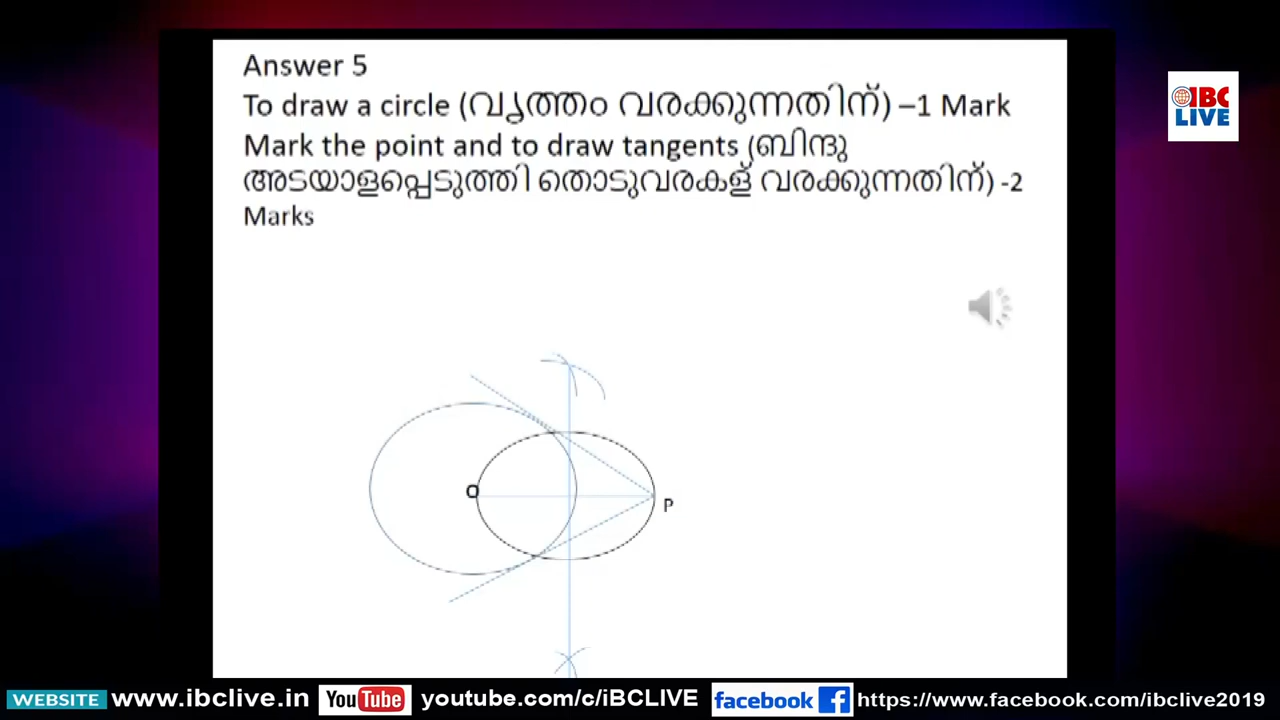 Answer 5
To draw a circle (വൃത്തം വരക്കുന്നതിന്) –1 Mark
Mark the point and to draw tangents (ബിന്ദു
അടയാളപ്പെടുത്തി തൊടുവരകള് വരക്കുന്നതിന്) -2
Marks
IBC
LIVE
O
P
WEBSITE www.ibclive.in YouTube youtube.com/c/iBCLIVE facebook f https://www.facebook.com/ibclive2019